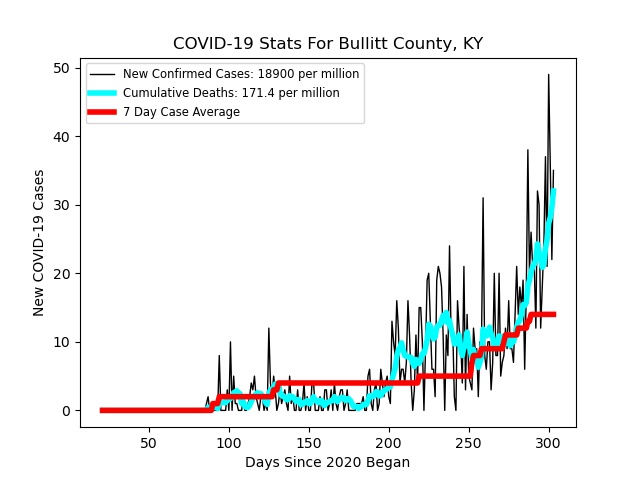 COVID-19 Stats For Bullitt County, KY
New Confirmed Cases: 18900 per million
Cumulative Deaths: 171.4 per million
7 Day Case Average
50
40
30
20
10
0
New COVID-19 Cases
50 100 150 200 250 300
Days Since 2020 Began